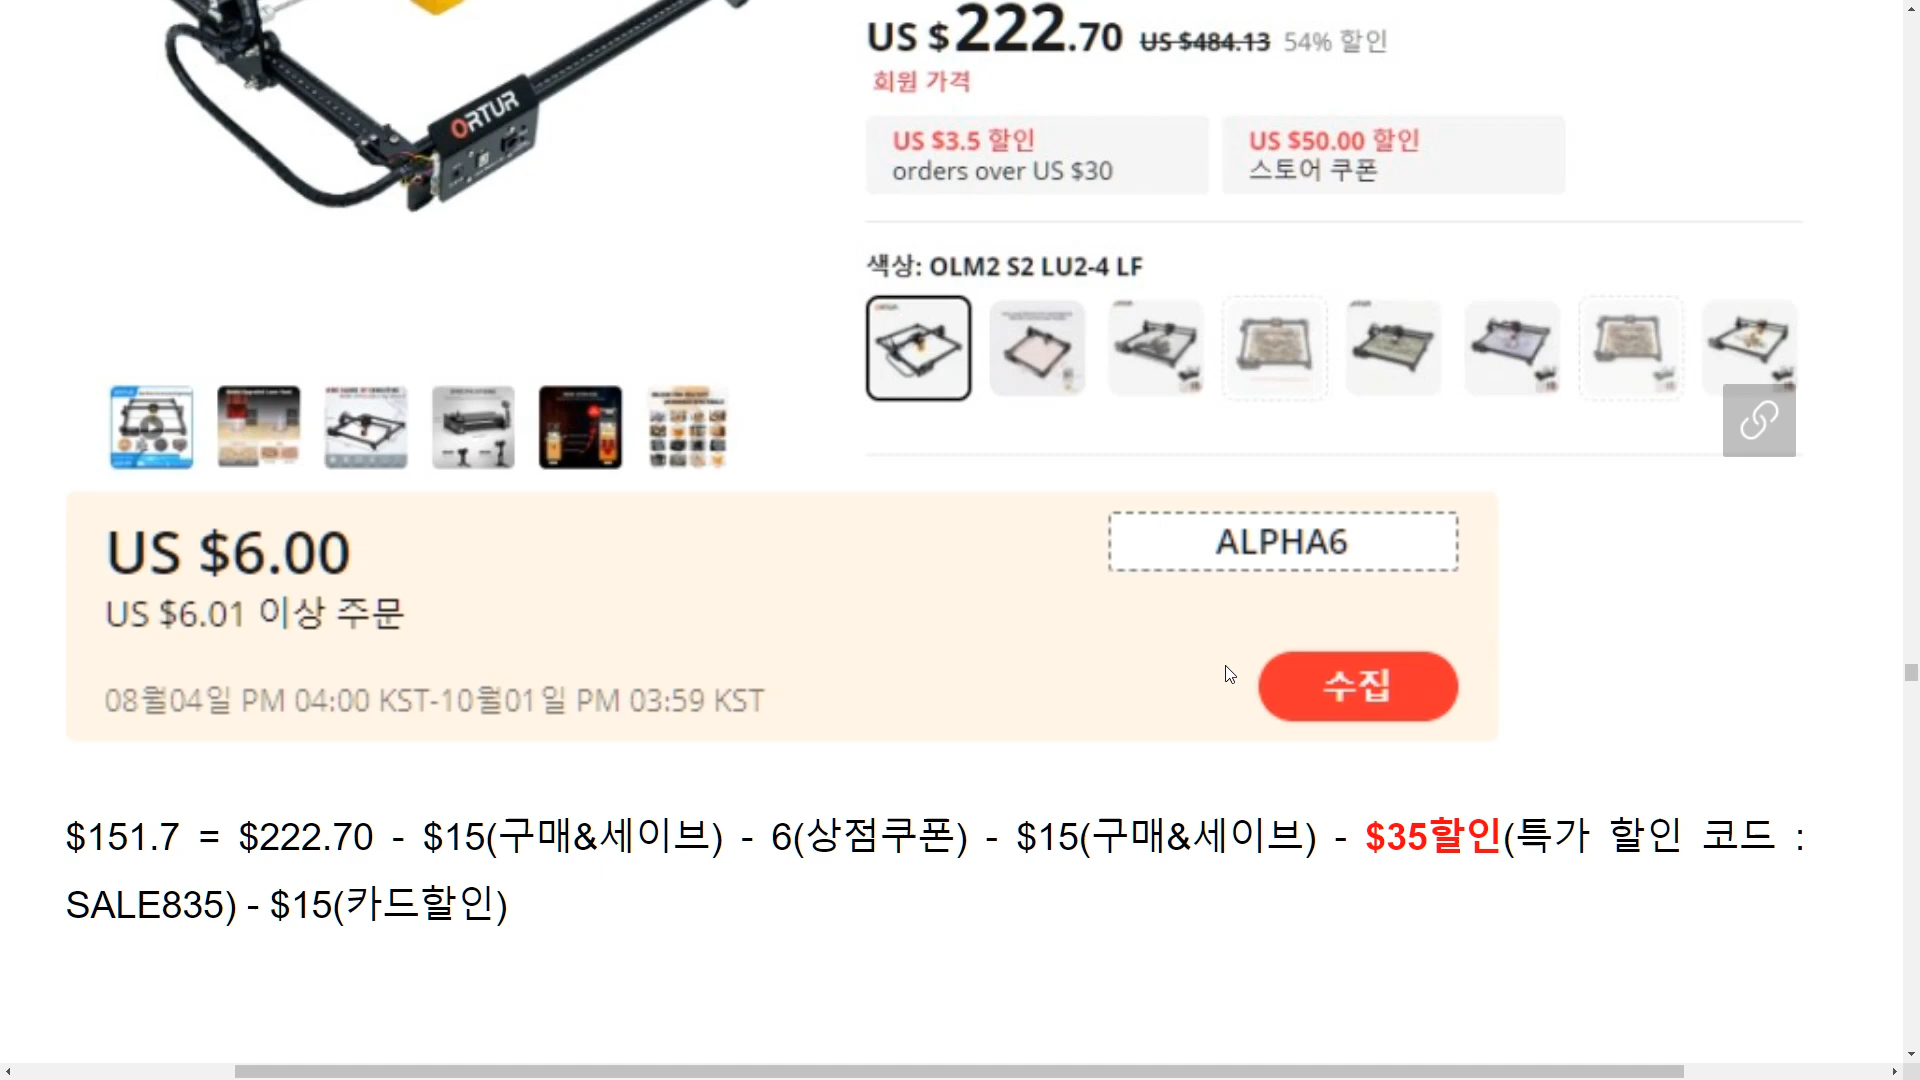 ORTUR
US $222.70 US $484.13 54% 할인
회원 가격
US $3.5 할인
orders over US $30
US $50.00 할인
스토어 쿠폰
색상: OLM2 S2 LU2-4 LF
US $6.00
US $6.01 이상 주문
08월04일 PM 04:00 KST-10월01일 PM 03:59 KST
ALPHA6
수집
$151.7 = $222.70 - $15(구매&세이브) - 6(상점쿠폰) - $15(구매&세이브) - $35할인(특가 할인 코드 :
SALE835) - $15(카드할인)